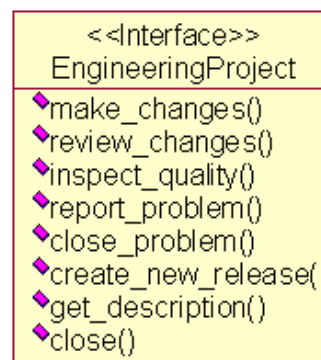 <<Interface>>
EngineeringProject
make_changes()
review_changes()
inspect_quality()
report_problem()
close_problem()
create_new_release(
get_description()
close()